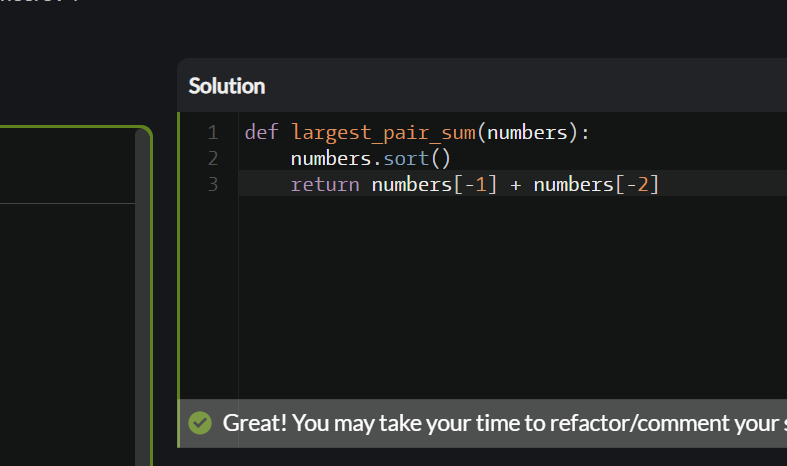 Solution
1 def largest_pair_sum(numbers):
2 numbers.sort()
3 return numbers[-1] + numbers[-2]
Great! You may take your time to refactor/comment your